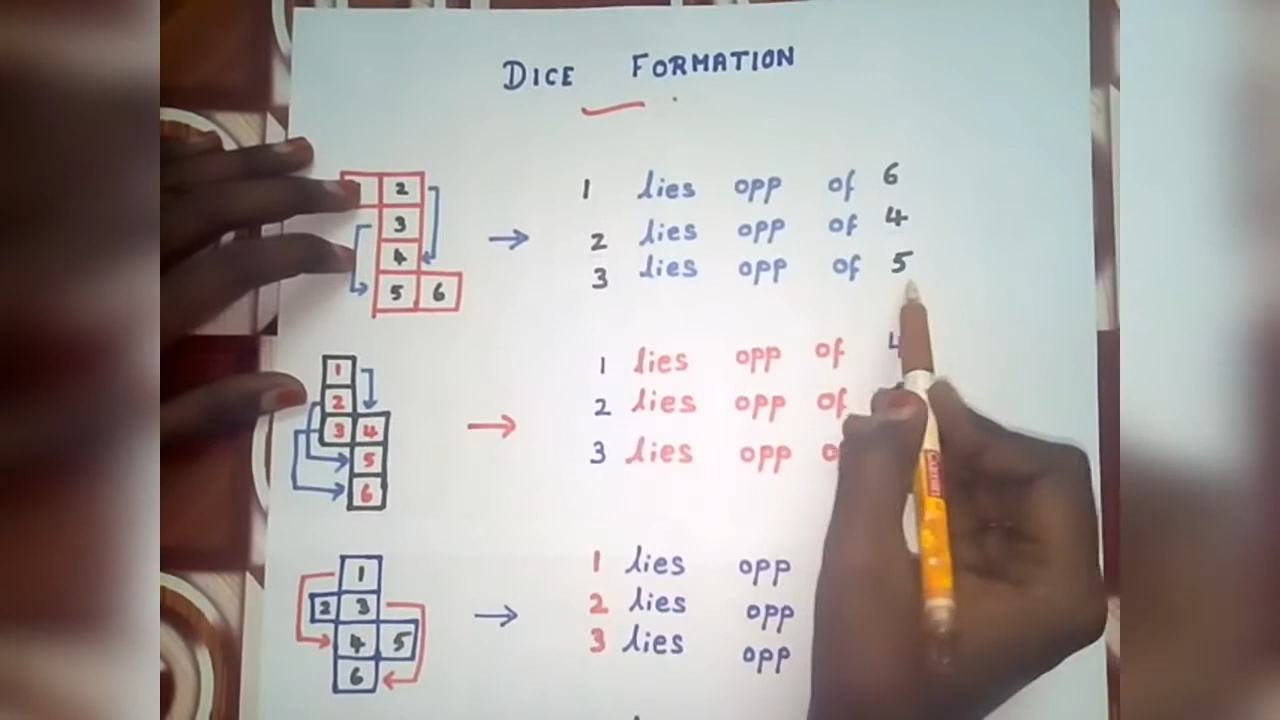 DICE FORMATION
2
3
4
5 6
1 lies opp of 6
2 lies opp of 4
3 lies opp of 5
1
2
3 4
5
6
1 lies opp of 4
2 lies opp of
3 lies opp
1
2 3
4 5
6
1 lies opp
2 lies opp
3 lies opp